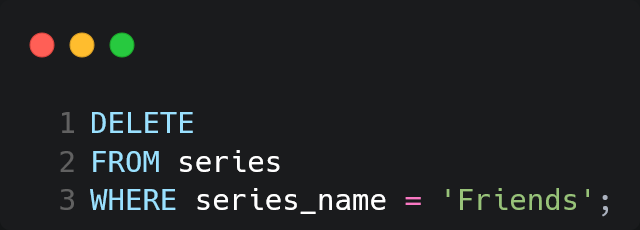 1 DELETE
2 FROM series
3 WHERE series_name = 'Friends';